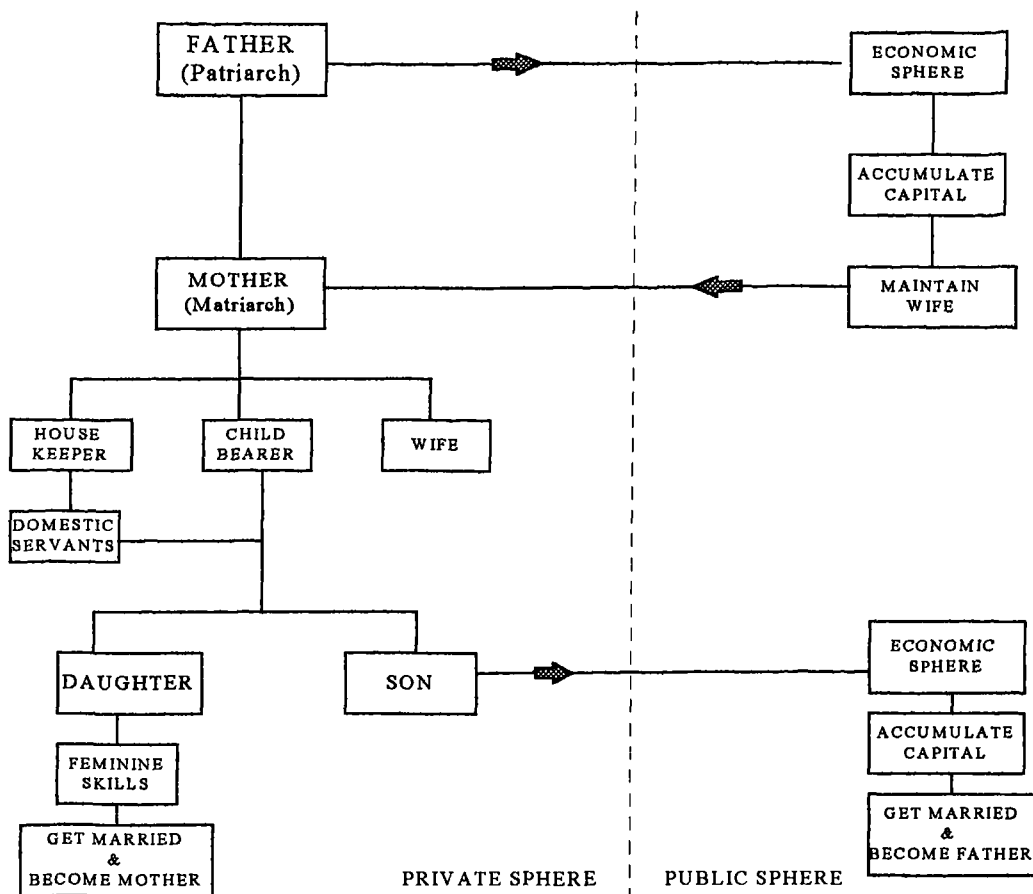 FATHER
(Patriarch)
ECONOMIC
SPHERE
ACCUMULATE
CAPITAL
MOTHER
(Matriarch)
MAINTAIN
WIFE
HOUSE
KEEPER
CHILD
BEARER
WIFE
DOMESTIC
SERVANTS
DAUGHTER
SON
ECONOMIC
SPHERE
FEMININE
SKILLS
ACCUMULATE
CAPITAL
GET MARRIED
&
BECOME MOTHER
GET MARRIED
&
BECOME FATHER
PRIVATE SPHERE
PUBLIC SPHERE